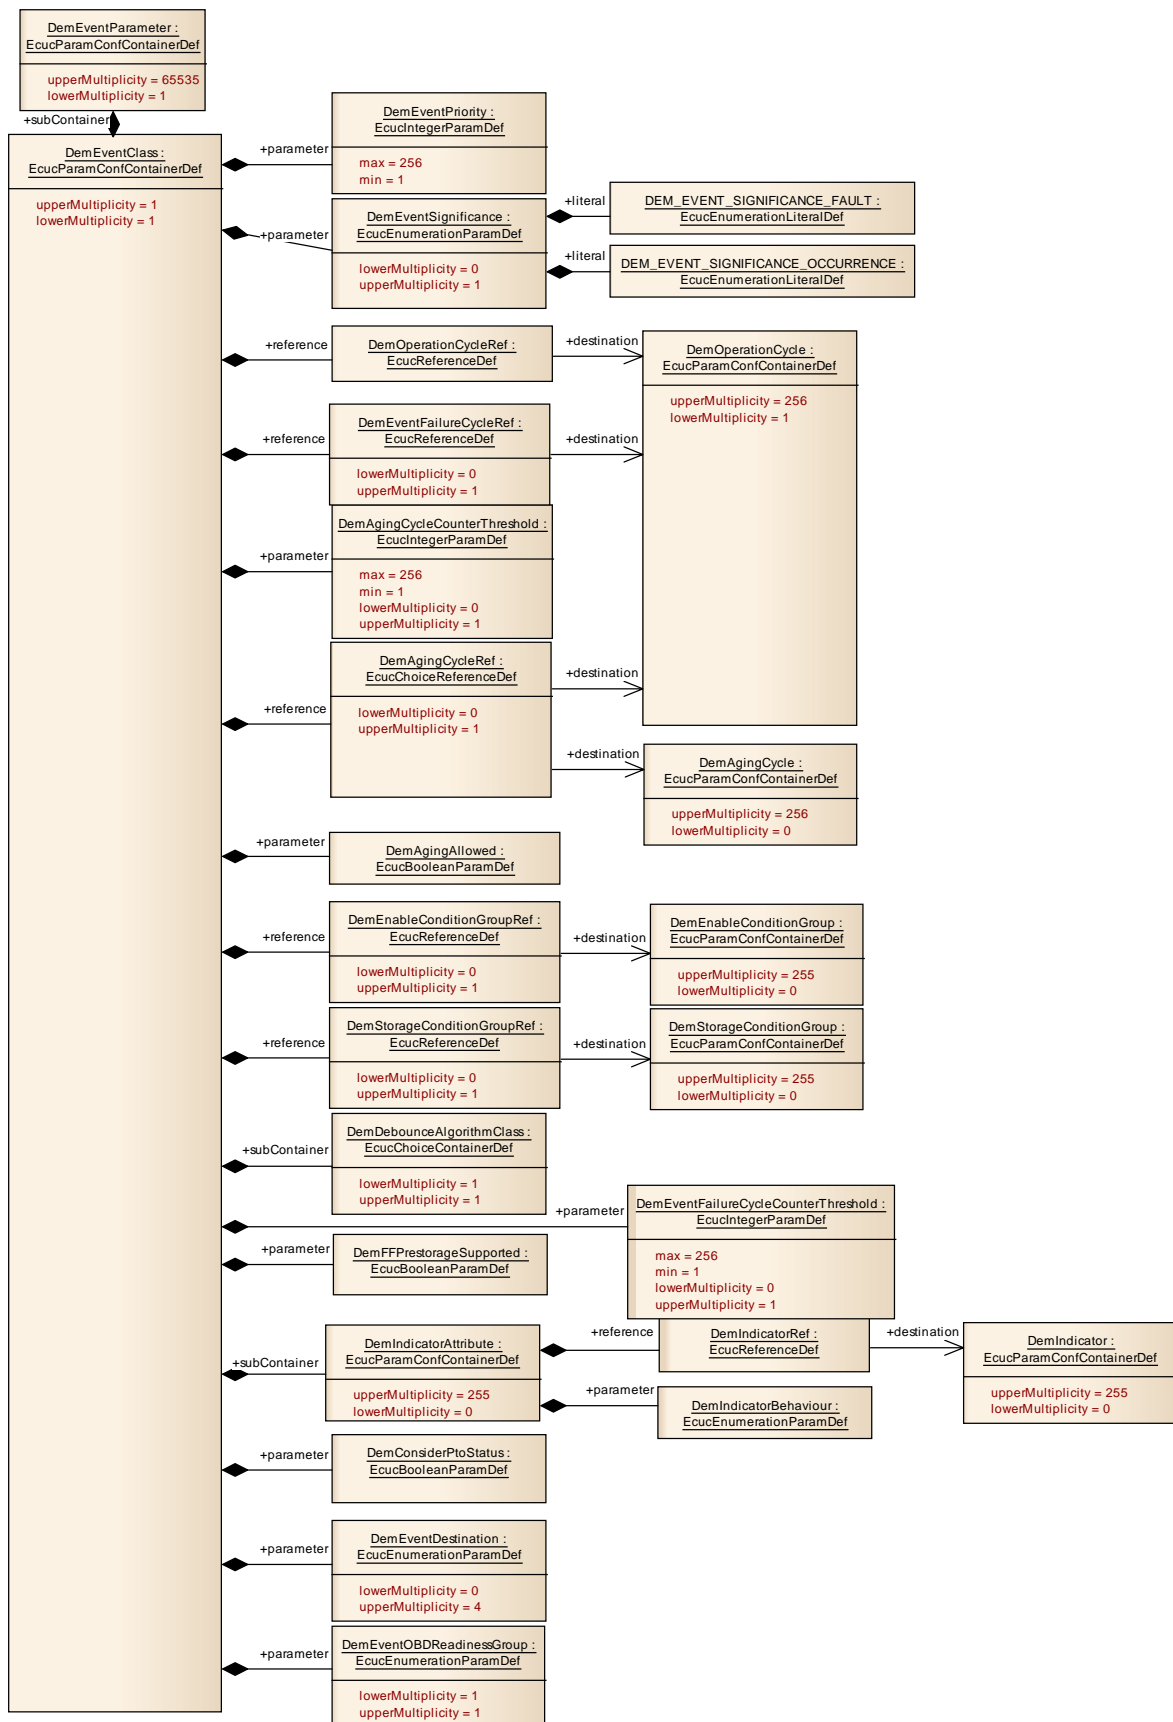 DemEventParameter :
EcucParamConfContainerDef
upperMultiplicity = 65535
lowerMultiplicity = 1
+subContainer
DemEventClass :
EcucParamConfContainerDef
upperMultiplicity = 1
lowerMultiplicity = 1
+parameter
DemEventPriority :
EcucIntegerParamDef
max = 256
min = 1
+parameter
DemEventSignificance :
EcucEnumerationParamDef
lowerMultiplicity = 0
upperMultiplicity = 1
+literal
DEM_EVENT_SIGNIFICANCE_FAULT :
EcucEnumerationLiteralDef
+literal
DEM_EVENT_SIGNIFICANCE_OCCURRENCE :
EcucEnumerationLiteralDef
+reference
DemOperationCycleRef :
EcucReferenceDef
+destination
DemOperationCycle :
EcucParamConfContainerDef
upperMultiplicity = 256
lowerMultiplicity = 1
+reference
DemEventFailureCycleRef :
EcucReferenceDef
lowerMultiplicity = 0
upperMultiplicity = 1
+destination
+parameter
DemAgingCycleCounterThreshold :
EcucIntegerParamDef
max = 256
min = 1
lowerMultiplicity = 0
upperMultiplicity = 1
+reference
DemAgingCycleRef :
EcucChoiceReferenceDef
lowerMultiplicity = 0
upperMultiplicity = 1
+destination
+destination
DemAgingCycle :
EcucParamConfContainerDef
upperMultiplicity = 256
lowerMultiplicity = 0
+parameter
DemAgingAllowed :
EcucBooleanParamDef
+reference
DemEnableConditionGroupRef :
EcucReferenceDef
lowerMultiplicity = 0
upperMultiplicity = 1
+destination
DemEnableConditionGroup :
EcucParamConfContainerDef
upperMultiplicity = 255
lowerMultiplicity = 0
+reference
DemStorageConditionGroupRef :
EcucReferenceDef
lowerMultiplicity = 0
upperMultiplicity = 1
+destination
DemStorageConditionGroup :
EcucParamConfContainerDef
upperMultiplicity = 255
lowerMultiplicity = 0
+subContainer
DemDebounceAlgorithmClass :
EcucChoiceContainerDef
lowerMultiplicity = 1
upperMultiplicity = 1
+parameter
DemEventFailureCycleCounterThreshold :
EcucIntegerParamDef
max = 256
min = 1
lowerMultiplicity = 0
upperMultiplicity = 1
+parameter
DemFFPrestorageSupported :
EcucBooleanParamDef
+subContainer
DemIndicatorAttribute :
EcucParamConfContainerDef
upperMultiplicity = 255
lowerMultiplicity = 0
+reference
DemIndicatorRef :
EcucReferenceDef
+destination
DemIndicator :
EcucParamConfContainerDef
upperMultiplicity = 255
lowerMultiplicity = 0
+parameter
DemIndicatorBehaviour :
EcucEnumerationParamDef
+parameter
DemConsiderPtoStatus :
EcucBooleanParamDef
+parameter
DemEventDestination :
EcucEnumerationParamDef
lowerMultiplicity = 0
upperMultiplicity = 4
+parameter
DemEventOBDReadinessGroup :
EcucEnumerationParamDef
lowerMultiplicity = 1
upperMultiplicity = 1